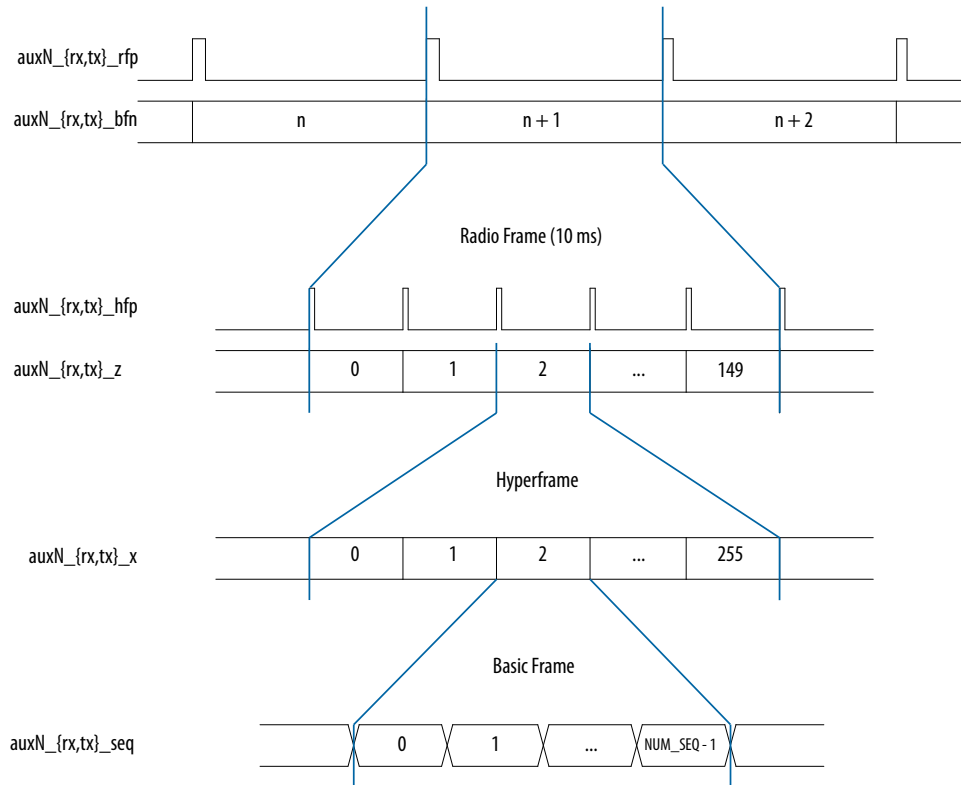 auxN_{rx,tx}_rfp
auxN_{rx,tx}_bfn
n
n + 1
n + 2
Radio Frame (10 ms)
auxN_{rx,tx}_hfp
auxN_{rx,tx}_z
0
1
2
...
149
Hyperframe
auxN_{rx,tx}_x
0
1
2
...
255
Basic Frame
auxN_{rx,tx}_seq
0
1
...
NUM_SEQ - 1